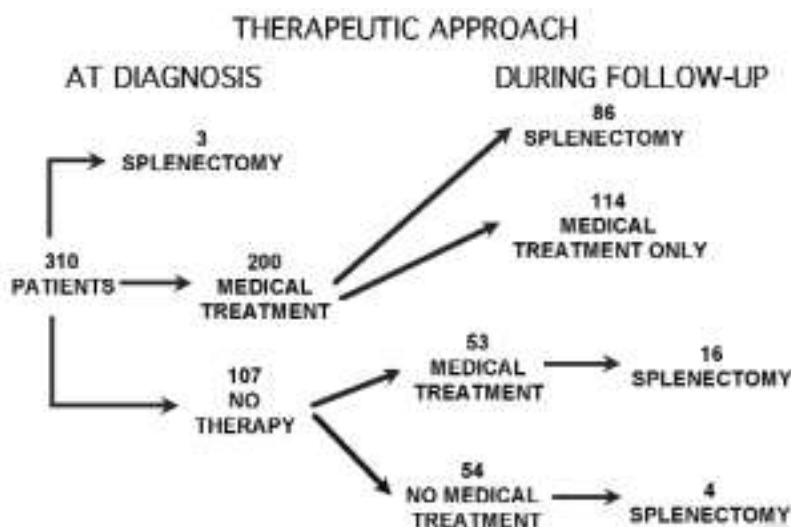 THERAPEUTIC APPROACH
AT DIAGNOSIS
DURING FOLLOW-UP
3
SPLENECTOMY
86
SPLENECTOMY
114
MEDICAL
TREATMENT ONLY
310
PATIENTS
200
MEDICAL
TREATMENT
107
NO
THERAPY
53
MEDICAL
TREATMENT
16
SPLENECTOMY
54
NO MEDICAL
TREATMENT
4
SPLENECTOMY